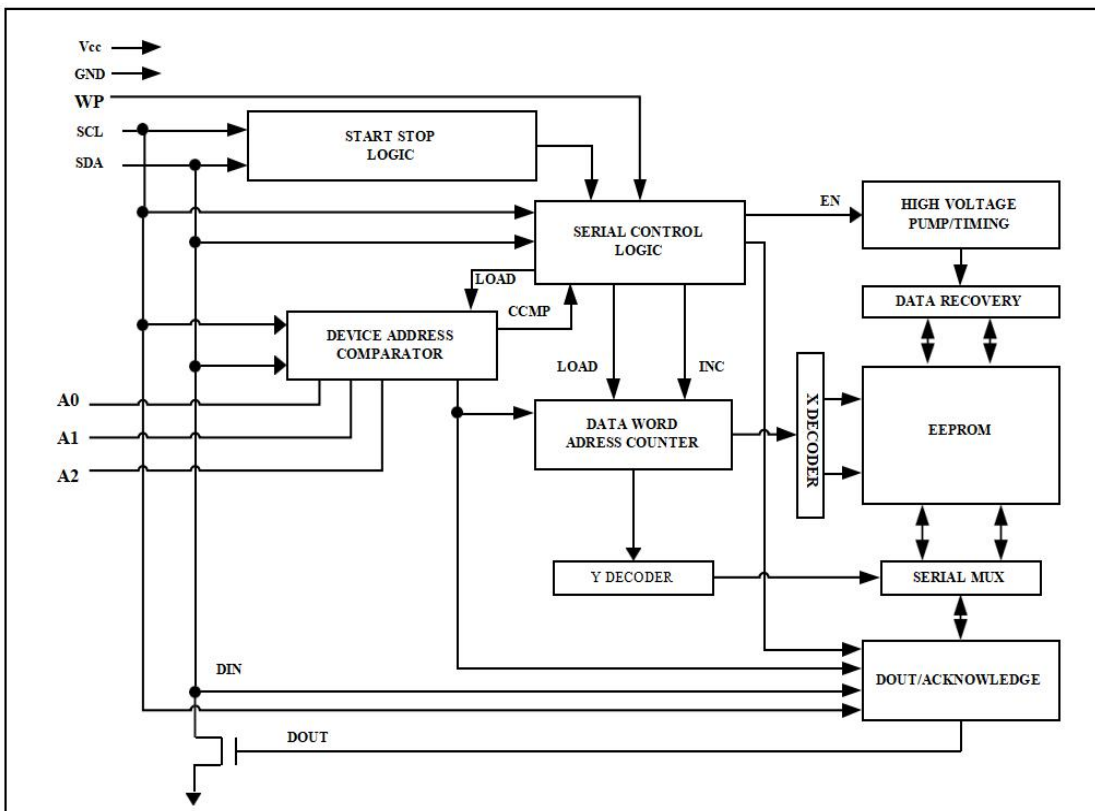 Vcc
GND
WP
SCL
SDA
START STOP
LOGIC
EN
HIGH VOLTAGE
PUMP/TIMING
SERIAL CONTROL
LOGIC
LOAD
CCMP
DATA RECOVERY
DEVICE ADDRESS
COMPARATOR
LOAD
INC
A0
A1
A2
DATA WORD
ADRESS COUNTER
X DECODER
EEPROM
Y DECODER
SERIAL MUX
DIN
DOUT/ACKNOWLEDGE
DOUT